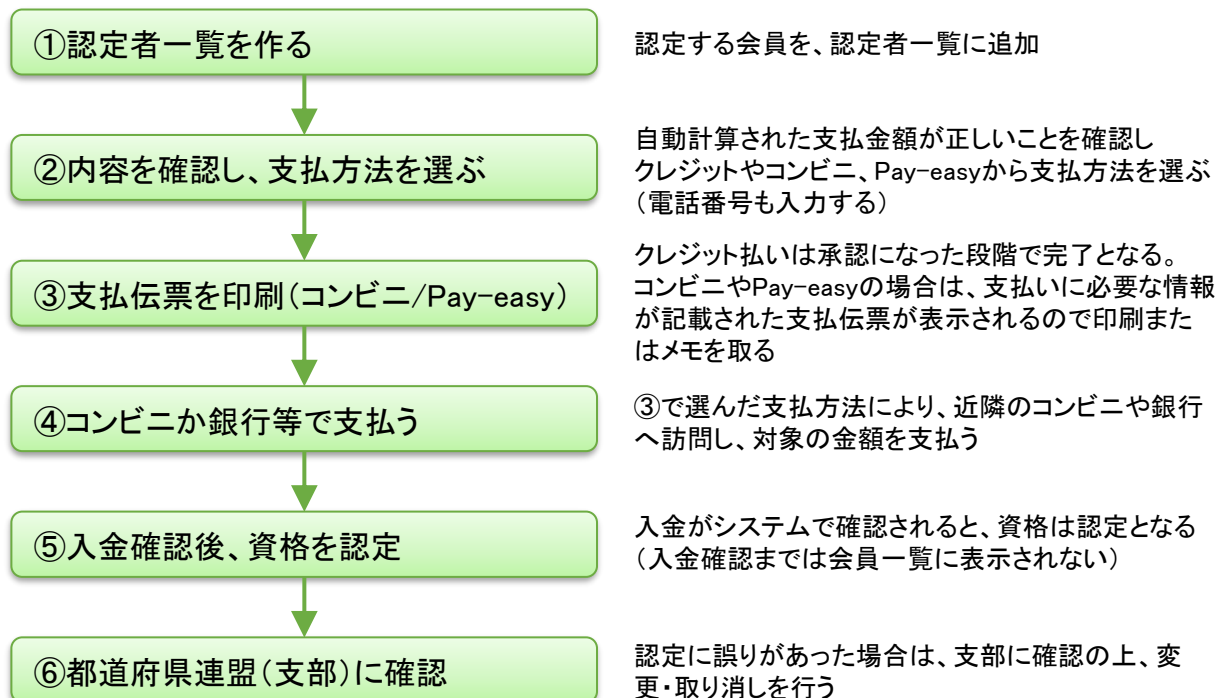 ①認定者一覧を作る
認定する会員を、認定者一覧に追加
②内容を確認し、支払方法を選ぶ
自動計算された支払金額が正しいことを確認し
クレジットやコンビニ、Pay-easyから支払方法を選ぶ
（電話番号も入力する）
③支払伝票を印刷（コンビニ/Pay-easy）
クレジット払いは承認になった段階で完了となる。
コンビニやPay-easyの場合は、支払いに必要な情報
が記載された支払伝票が表示されるので印刷また
はメモを取る
④コンビニか銀行等で支払う
③で選んだ支払方法により、近隣のコンビニや銀行
へ訪問し、対象の金額を支払う
⑤入金確認後、資格を認定
入金がシステムで確認されると、資格は認定となる
（入金確認までは会員一覧に表示されない）
⑥都道府県連盟（支部）に確認
認定に誤りがあった場合は、支部に確認の上、変
更・取り消しを行う